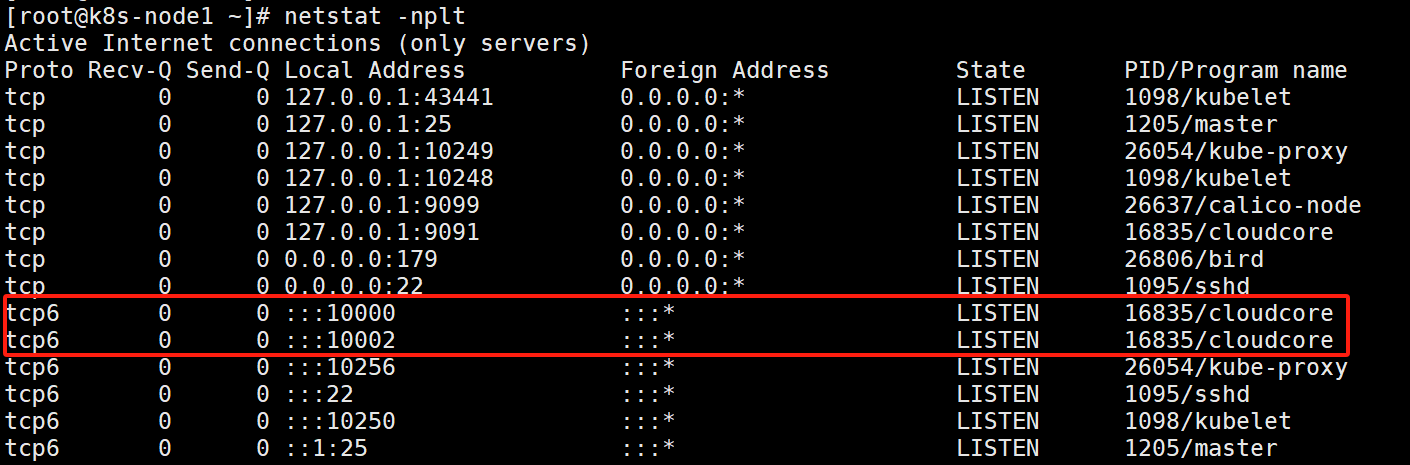 [root@k8s-node1 ~]# netstat -nplt
Active Internet connections (only servers)
Proto Recv-Q Send-Q Local Address           Foreign Address         State       PID/Program name
tcp        0      0 127.0.0.1:43441         0.0.0.0:*               LISTEN      1098/kubelet
tcp        0      0 127.0.0.1:25            0.0.0.0:*               LISTEN      1205/master
tcp        0      0 127.0.0.1:10249         0.0.0.0:*               LISTEN      26054/kube-proxy
tcp        0      0 127.0.0.1:10248         0.0.0.0:*               LISTEN      1098/kubelet
tcp        0      0 127.0.0.1:9099          0.0.0.0:*               LISTEN      26637/calico-node
tcp        0      0 127.0.0.1:9091          0.0.0.0:*               LISTEN      16835/cloudcore
tcp        0      0 0.0.0.0:179             0.0.0.0:*               LISTEN      26806/bird
tcp        0      0 0.0.0.0:22              0.0.0.0:*               LISTEN      1095/sshd
tcp6       0      0 :::10000                :::*                    LISTEN      16835/cloudcore
tcp6       0      0 :::10002                :::*                    LISTEN      16835/cloudcore
tcp6       0      0 :::10256                :::*                    LISTEN      26054/kube-proxy
tcp6       0      0 :::22                   :::*                    LISTEN      1095/sshd
tcp6       0      0 :::10250                :::*                    LISTEN      1098/kubelet
tcp6       0      0 ::1:25                  :::*                    LISTEN      1205/master